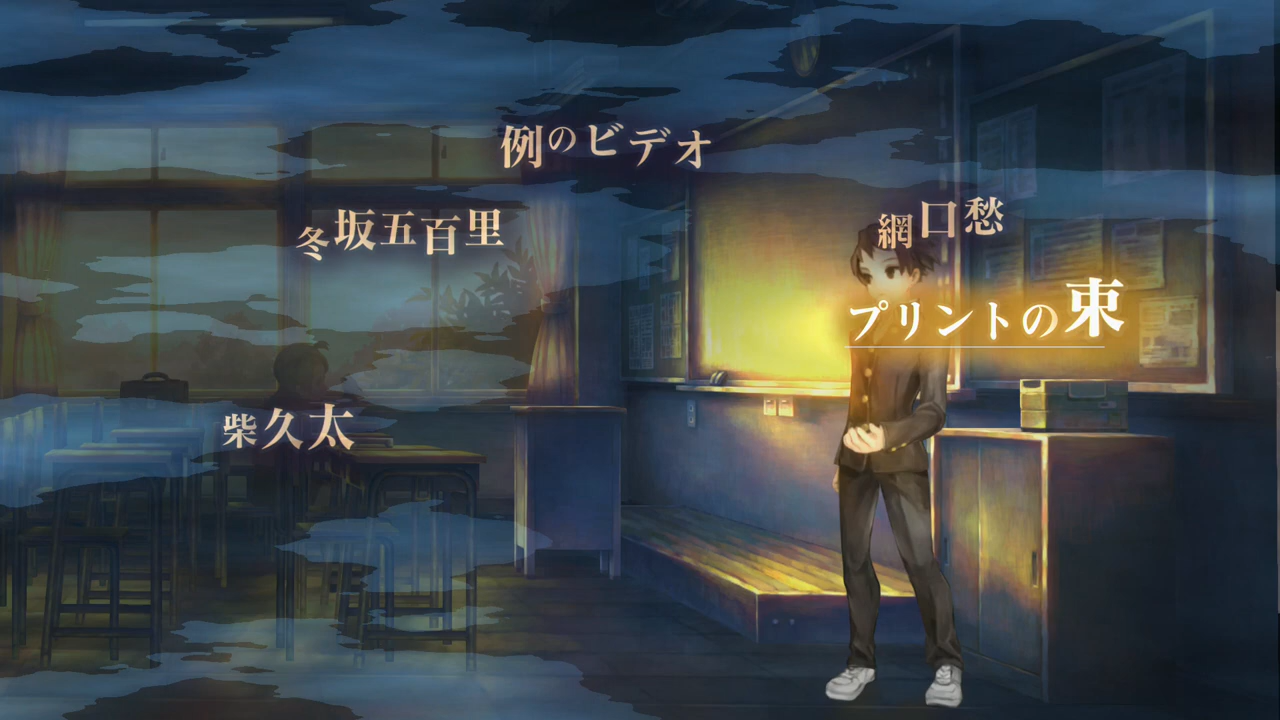 例のビデオ
冬坂五百里
網口愁
プリントの束
柴久太